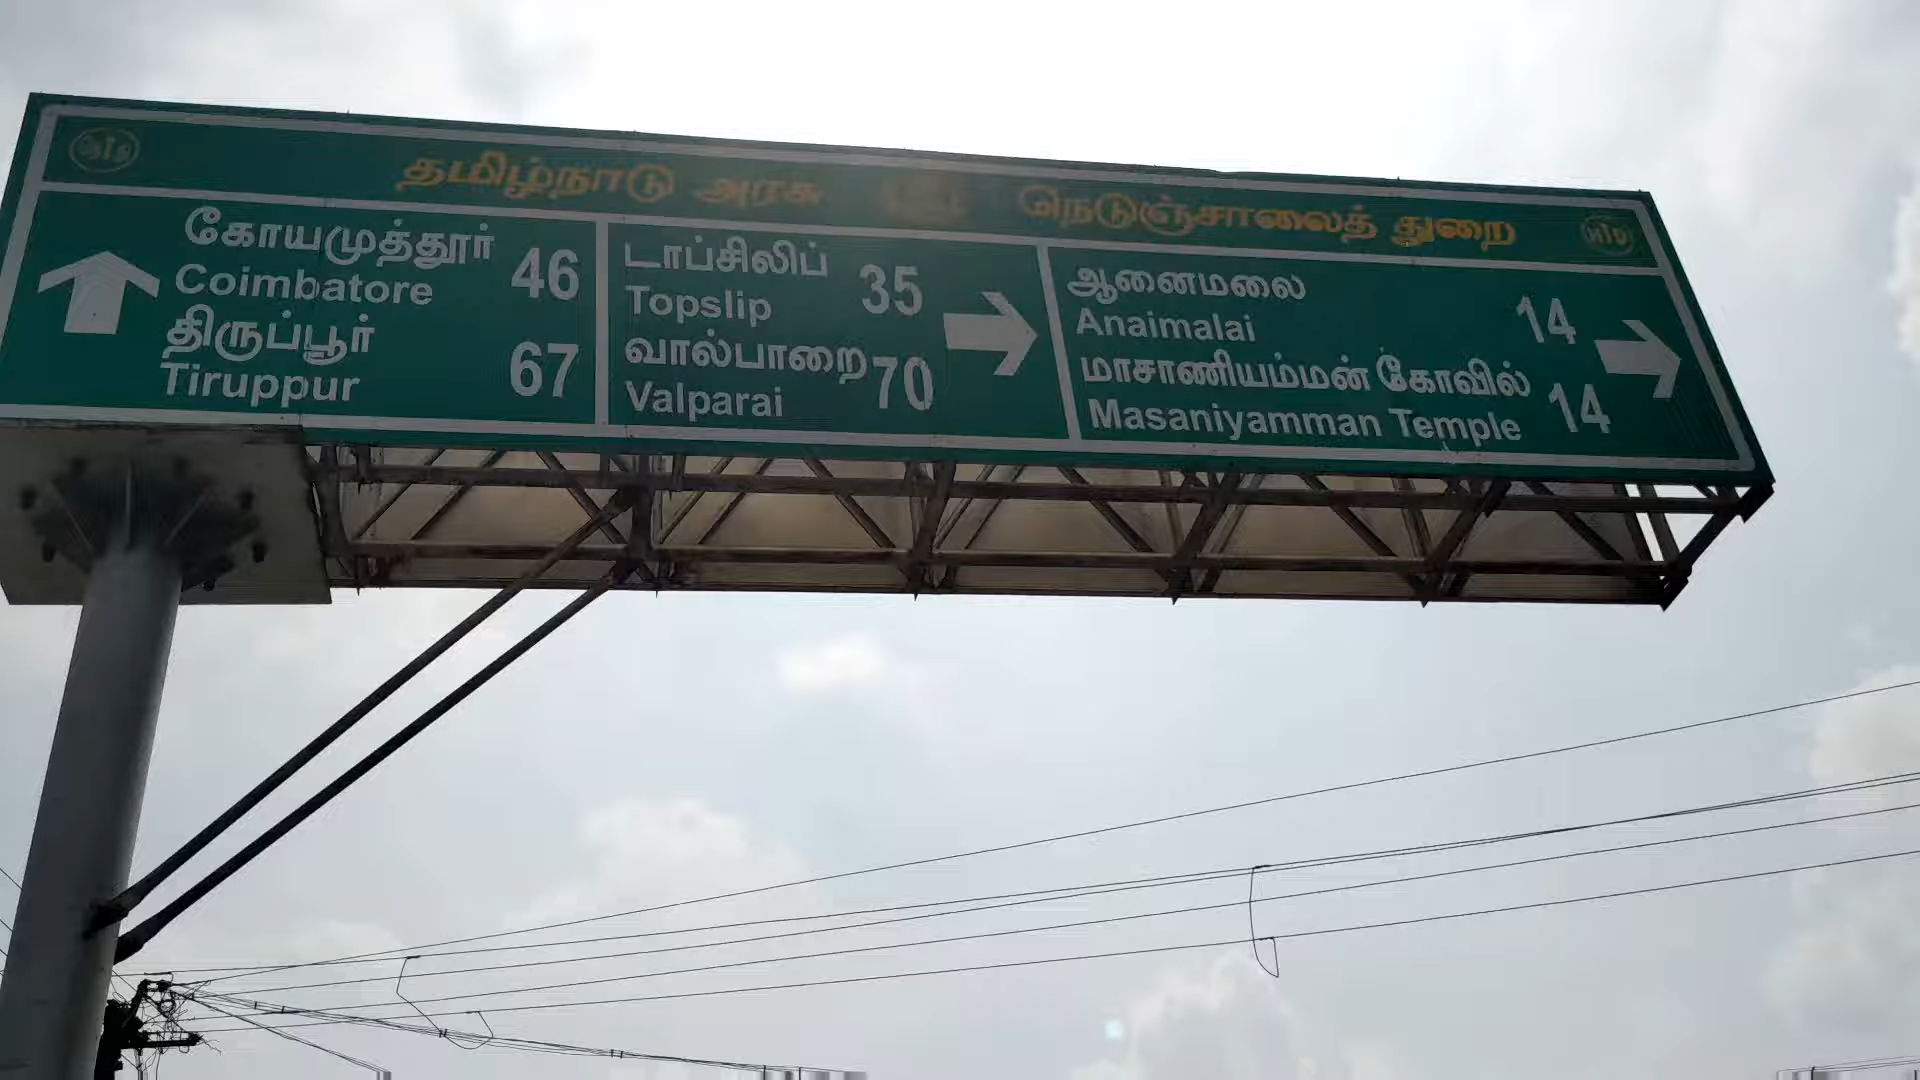 தமிழ்நாடு அரசு நெடுஞ்சாலைத் துறை
கோயமுத்தூர்
Coimbatore 46
திருப்பூர்
Tiruppur 67
டாப்சிலிப்
Topslip 35
வால்பாறை
Valparai 70
ஆனைமலை
Anaimalai 14
மாசாணியம்மன் கோவில்
Masaniyamman Temple 14